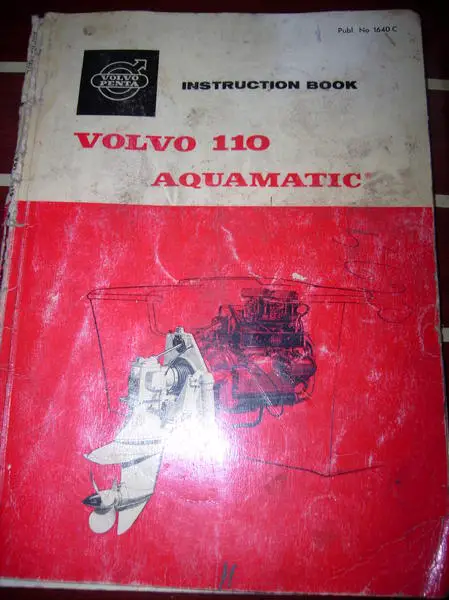 Publ. No 1640 C
VOLVO
PENTA
INSTRUCTION BOOK
VOLVO 110
AQUAMATIC